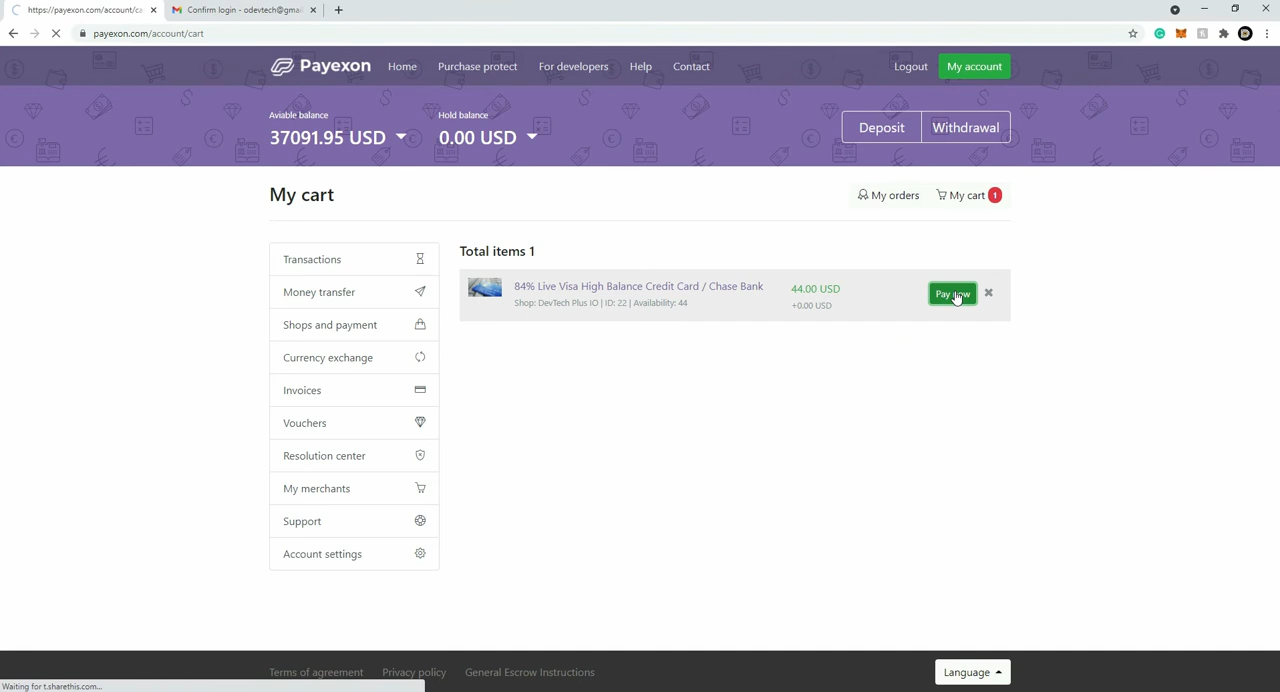 https://payexon.com/account/ca
Confirm login - odevtech@gmai
payexon.com/account/cart
Payexon
Home
Purchase protect
For developers
Help
Contact
Logout
My account
Aviable balance
37091.95 USD
Hold balance
0.00 USD
Deposit
Withdrawal
My cart
My orders
My cart 1
Transactions
Money transfer
Shops and payment
Currency exchange
Invoices
Vouchers
Resolution center
My merchants
Support
Account settings
Total items 1
84% Live Visa High Balance Credit Card / Chase Bank
Shop: DevTech Plus IO | ID: 22 | Availability: 44
44.00 USD
+0.00 USD
Pay now
Terms of agreement
Privacy policy
General Escrow Instructions
Language
Waiting for t.sharethis.com...